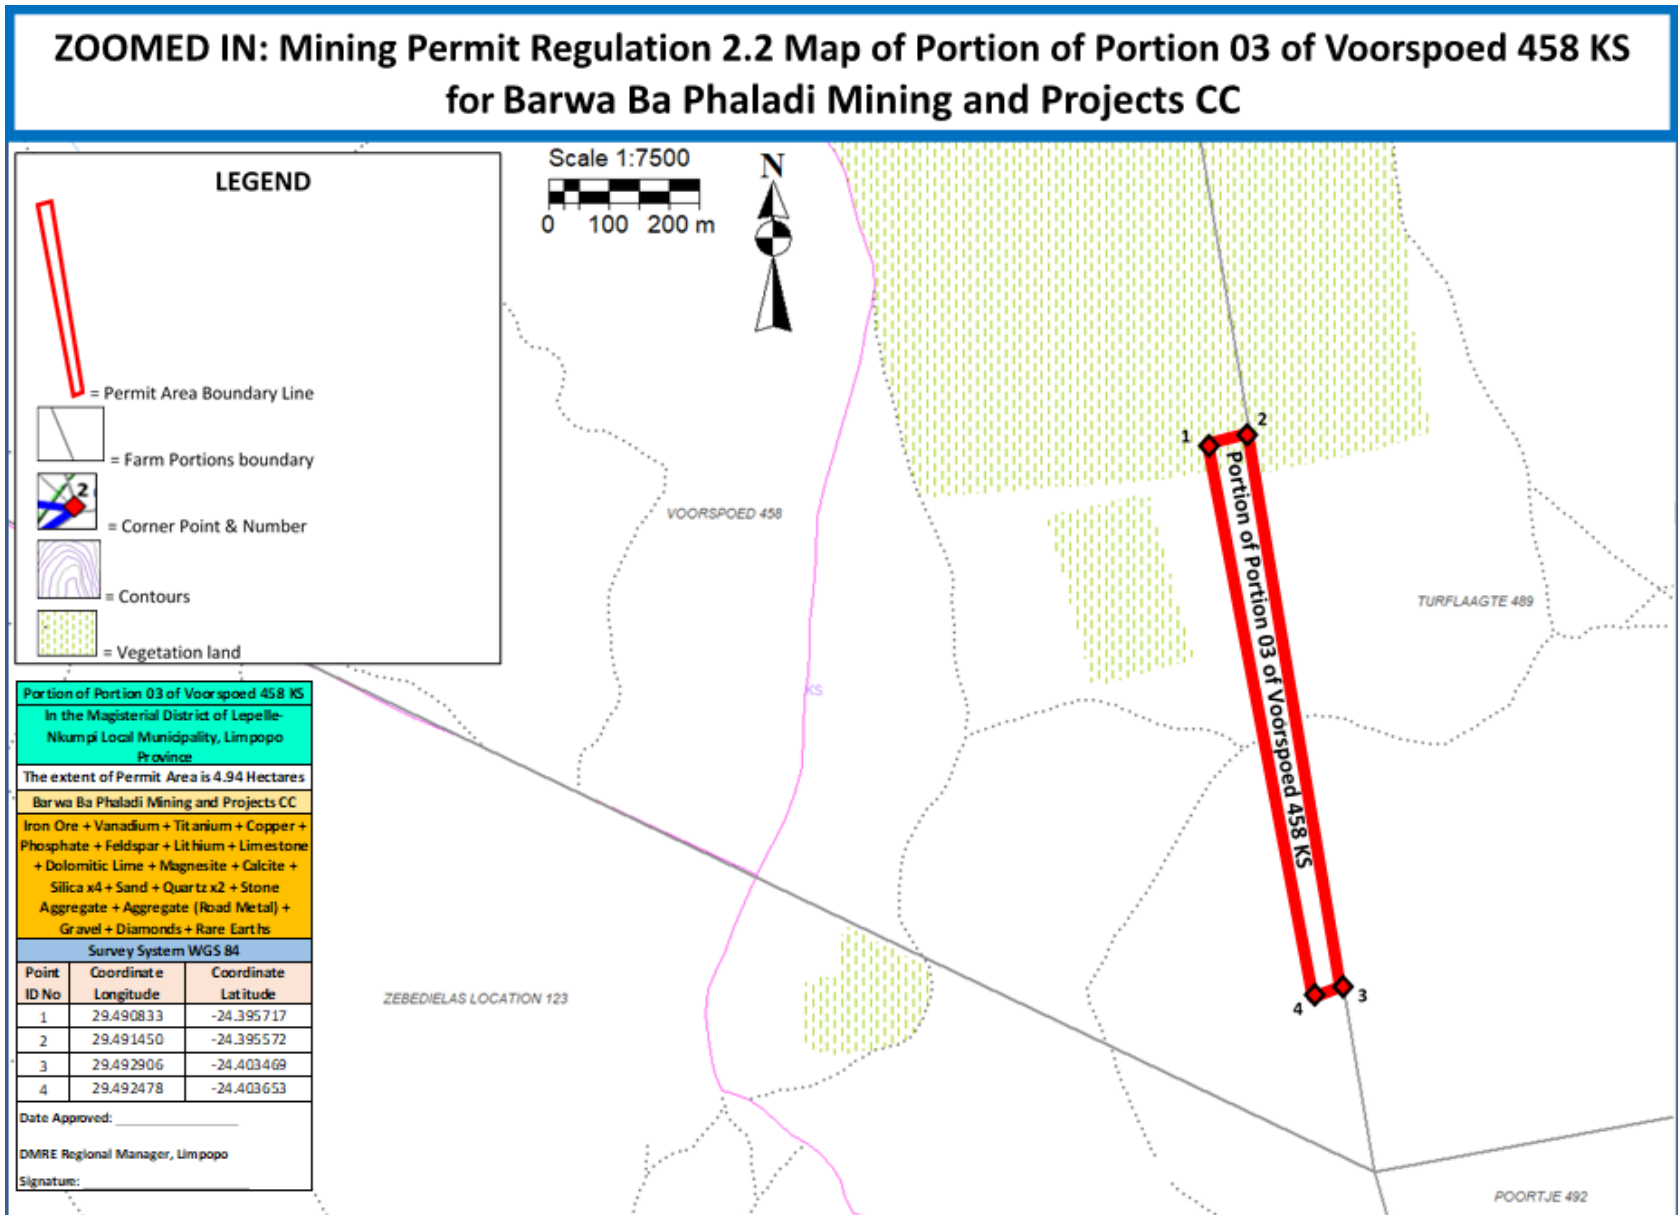 ZOOMED IN: Mining Permit Regulation 2.2 Map of Portion of Portion 03 of Voorspoed 458 KS
for Barwa Ba Phaladi Mining and Projects CC
LEGEND
= Permit Area Boundary Line
= Farm Portions boundary
2
= Corner Point & Number
= Contours
= Vegetation land
Scale 1:7500
0 100 200 m
N
VOORSPOED 458
KS
TURFLAAGTE 489
ZEBEDIELAS LOCATION 123
POORTJE 492
1
2
3
4
Portion of Portion 03 of Voorspoed 458 KS
Portion of Portion 03 of Voorspoed 458 KS
In the Magisterial District of Lepelle-
Nkumpi Local Municipality, Limpopo
Province
The extent of Permit Area is 4.94 Hectares
Barwa Ba Phaladi Mining and Projects CC
Iron Ore + Vanadium + Titanium + Copper +
Phosphate + Feldspar + Lithium + Limestone
+ Dolomitic Lime + Magnesite + Calcite +
Silica x4 + Sand + Quartz x2 + Stone
Aggregate + Aggregate (Road Metal) +
Gravel + Diamonds + Rare Earths
Survey System WGS 84
Point ID No Coordinate Longitude Coordinate Latitude
1 29.490833 -24.395717
2 29.491450 -24.395572
3 29.492906 -24.403469
4 29.492478 -24.403653
Date Approved:
DMRE Regional Manager, Limpopo
Signature: